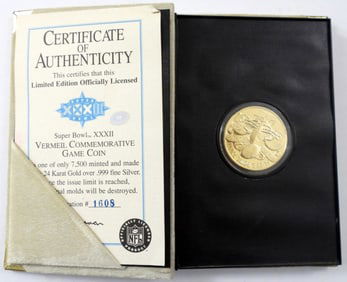 CERTIFICATE
OF
AUTHENTICITY
This certifies that this
Limited Edition Officially Licensed
XXXII
Super Bowl XXXII
VERMEIL COMMEMORATIVE
GAME COIN
one of only 7,500 minted and made
24 Karat Gold over .999 fine Silver.
the issue limit is reached,
molds will be destroyed.
# 1608
NFL